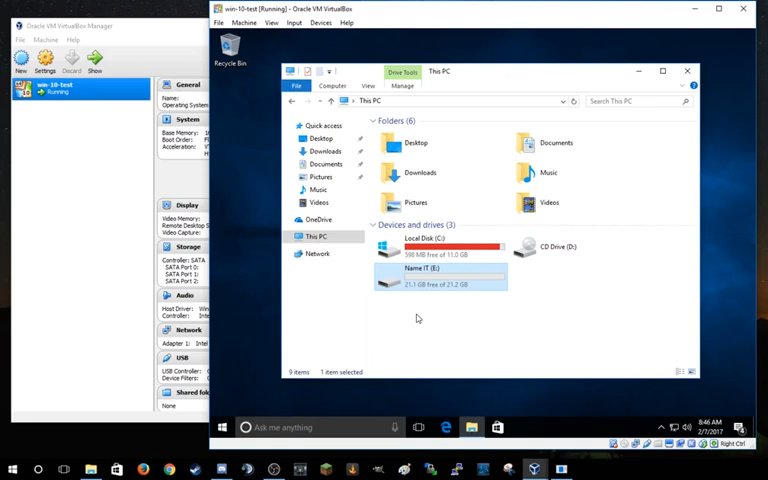 win-10-test [Running] - Oracle VM VirtualBox
File Machine View Input Devices Help
Oracle VM VirtualBox Manager
File Machine Help
New Settings Discard Show
win-10-test
Running
General
Name:
Operating System
System
Base Memory:
Boot Order:
Acceleration:
Display
Video Memory:
Remote Desktop S
Video Capture:
Storage
Controller: SATA
SATA Port 0:
SATA Port 1:
SATA Port 2:
Audio
Host Driver: Win
Controller:
Network
Adapter 1: Intel
USB
USB Controller:
Device Filters:
Shared fol
None
Recycle Bin
Drive Tools
This PC
File Computer View Manage
This PC
Search This PC
Quick access
Desktop
Downloads
Documents
Pictures
Music
Videos
OneDrive
This PC
Network
Folders (6)
Desktop
Documents
Downloads
Music
Pictures
Videos
Devices and drives (3)
Local Disk (C:)
598 MB free of 11.0 GB
CD Drive (D:)
Name IT (E:)
21.1 GB free of 21.2 GB
9 items 1 item selected
Ask me anything
8:46 AM
2/7/2017
Right Ctrl